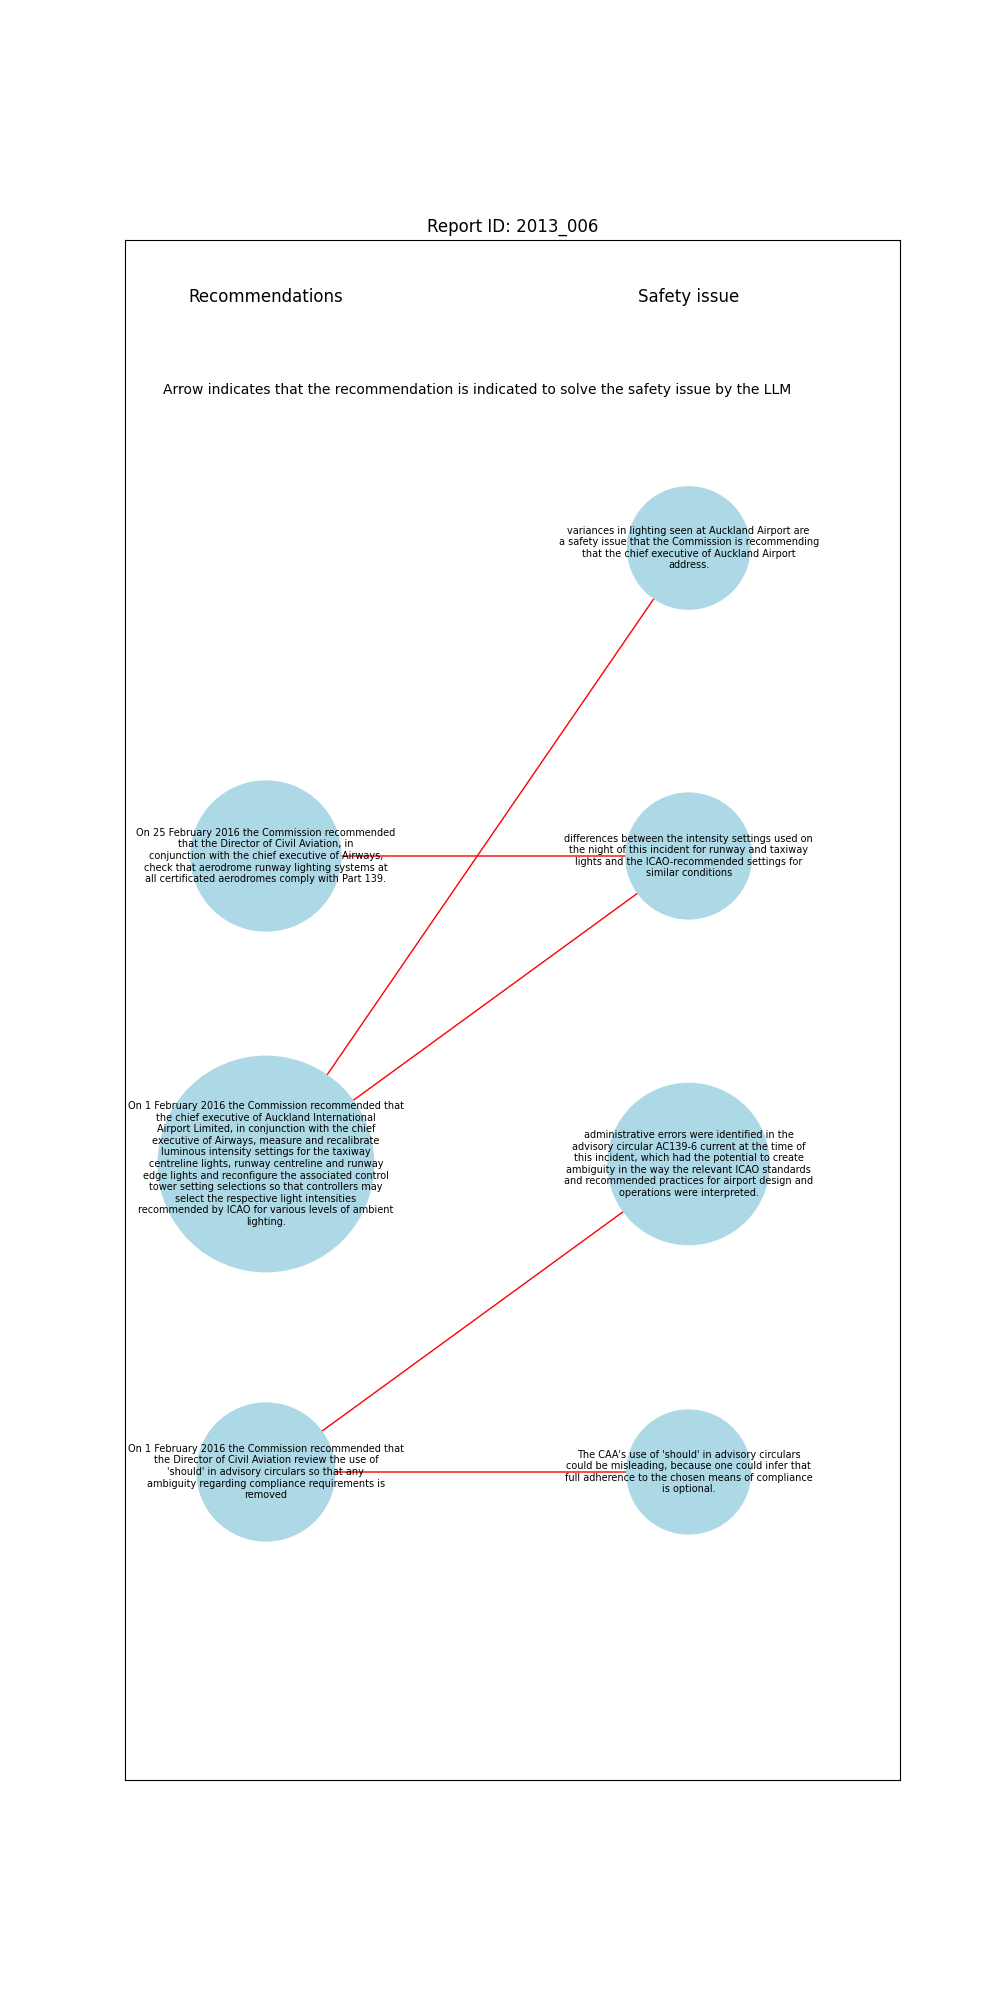 Report ID: 2013_006
Recommendations
Safety issue
Arrow indicates that the recommendation is indicated to solve the safety issue by the LLM
variances in lighting seen at Auckland Airport are
a safety issue that the Commission is recommending
that the chief executive of Auckland Airport
address.
On 25 February 2016 the Commission recommended
that the Director of Civil Aviation, in
conjunction with the chief executive of Airways,
check that aerodrome runway lighting systems at
all certificated aerodromes comply with Part 139.
differences between the intensity settings used on
the night of this incident for runway and taxiway
lights and the ICAO-recommended settings for
similar conditions
On 1 February 2016 the Commission recommended that
the chief executive of Auckland International
Airport Limited, in conjunction with the chief
executive of Airways, measure and recalibrate
luminous intensity settings for the taxiway
centreline lights, runway centreline and runway
edge lights and reconfigure the associated control
tower setting selections so that controllers may
select the respective light intensities
recommended by ICAO for various levels of ambient
lighting.
administrative errors were identified in the
advisory circular AC139-6 current at the time of
this incident, which had the potential to create
ambiguity in the way the relevant ICAO standards
and recommended practices for airport design and
operations were interpreted.
On 1 February 2016 the Commission recommended that
the Director of Civil Aviation review the use of
'should' in advisory circulars so that any
ambiguity regarding compliance requirements is
removed
The CAA's use of 'should' in advisory circulars
could be misleading, because one could infer that
full adherence to the chosen means of compliance
is optional.